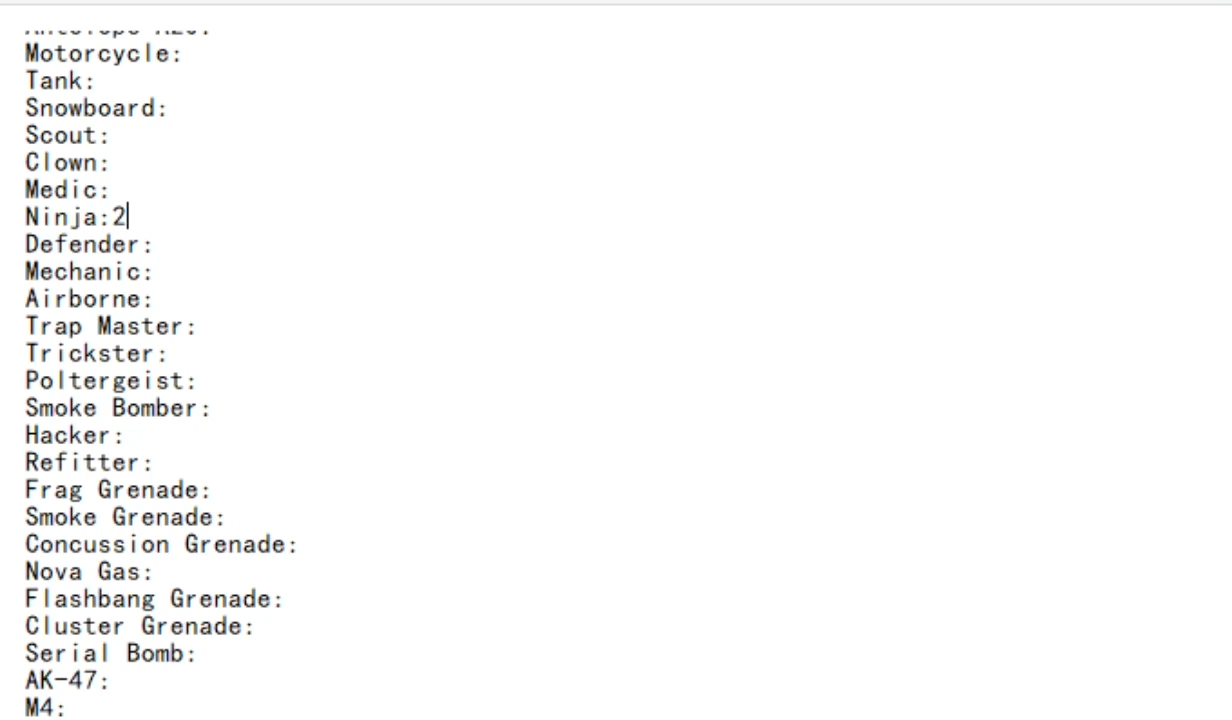 Motorcycle:
Tank:
Snowboard:
Scout:
Clown:
Medic:
Ninja:2
Defender:
Mechanic:
Airborne:
Trap Master:
Trickster:
Poltergeist:
Smoke Bomber:
Hacker:
Refitter:
Frag Grenade:
Smoke Grenade:
Concussion Grenade:
Nova Gas:
Flashbang Grenade:
Cluster Grenade:
Serial Bomb:
AK-47:
M4: